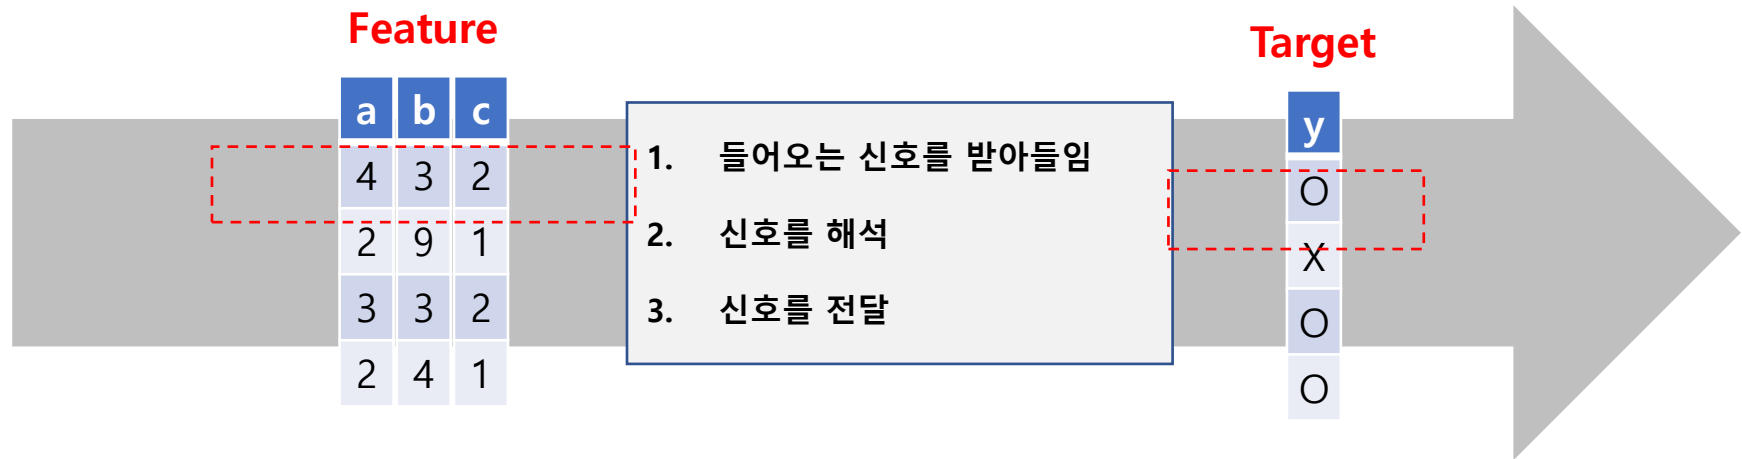 Feature
Target
a b c
4 3 2
2 9 1
3 3 2
2 4 1
1. 들어오는 신호를 받아들임
2. 신호를 해석
3. 신호를 전달
y
O
X
O
O